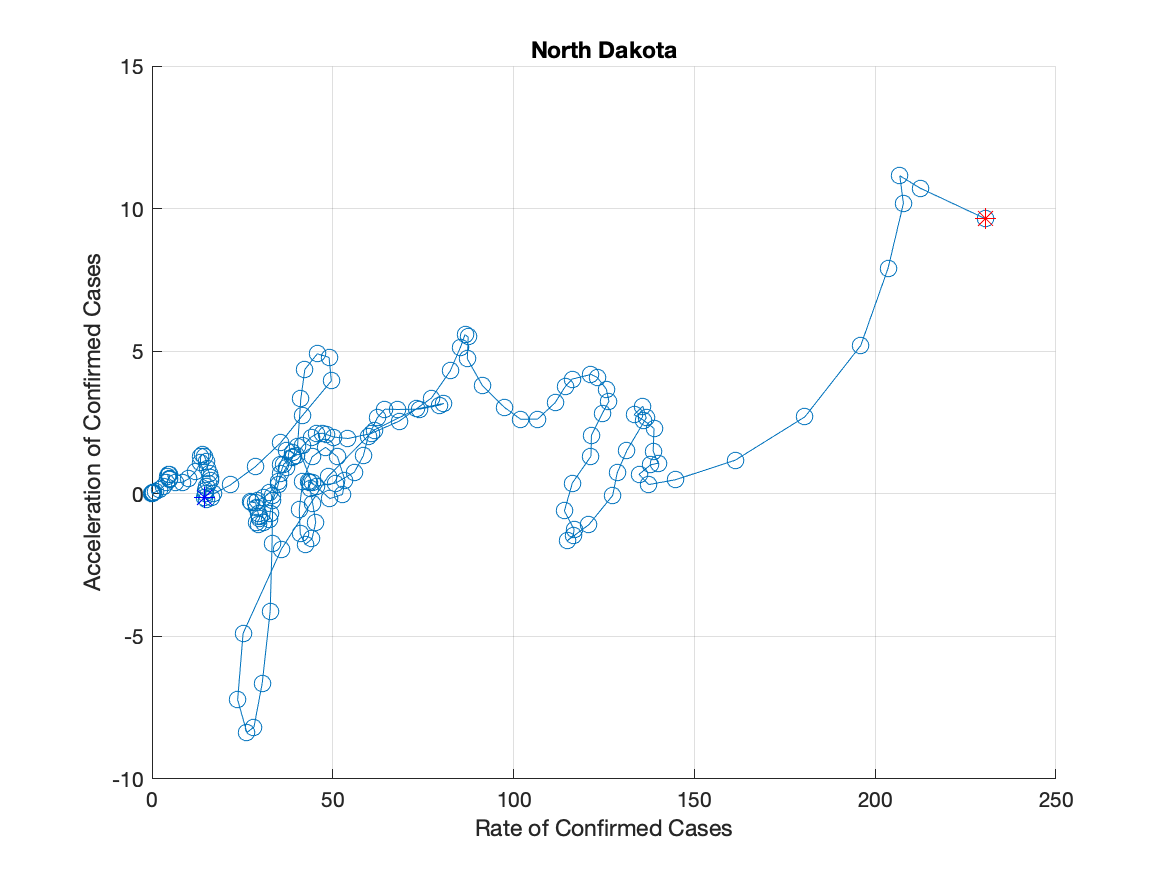 North Dakota
15
10
5
0
-5
-10
0 50 100 150 200 250
Acceleration of Confirmed Cases
Rate of Confirmed Cases